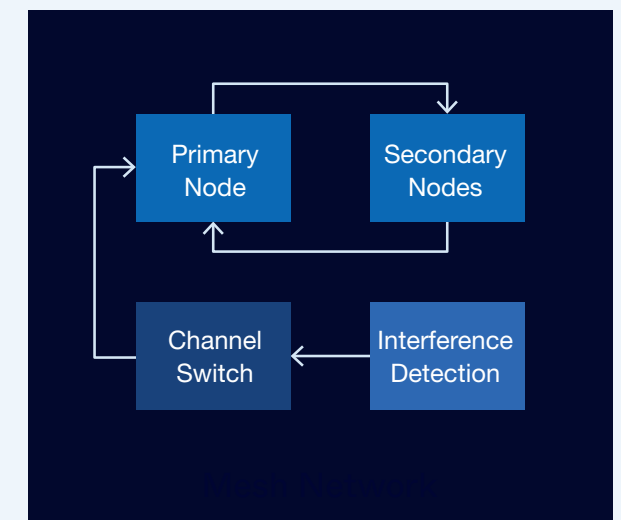 Primary
Node
Secondary
Nodes
Channel
Switch
Interference
Detection